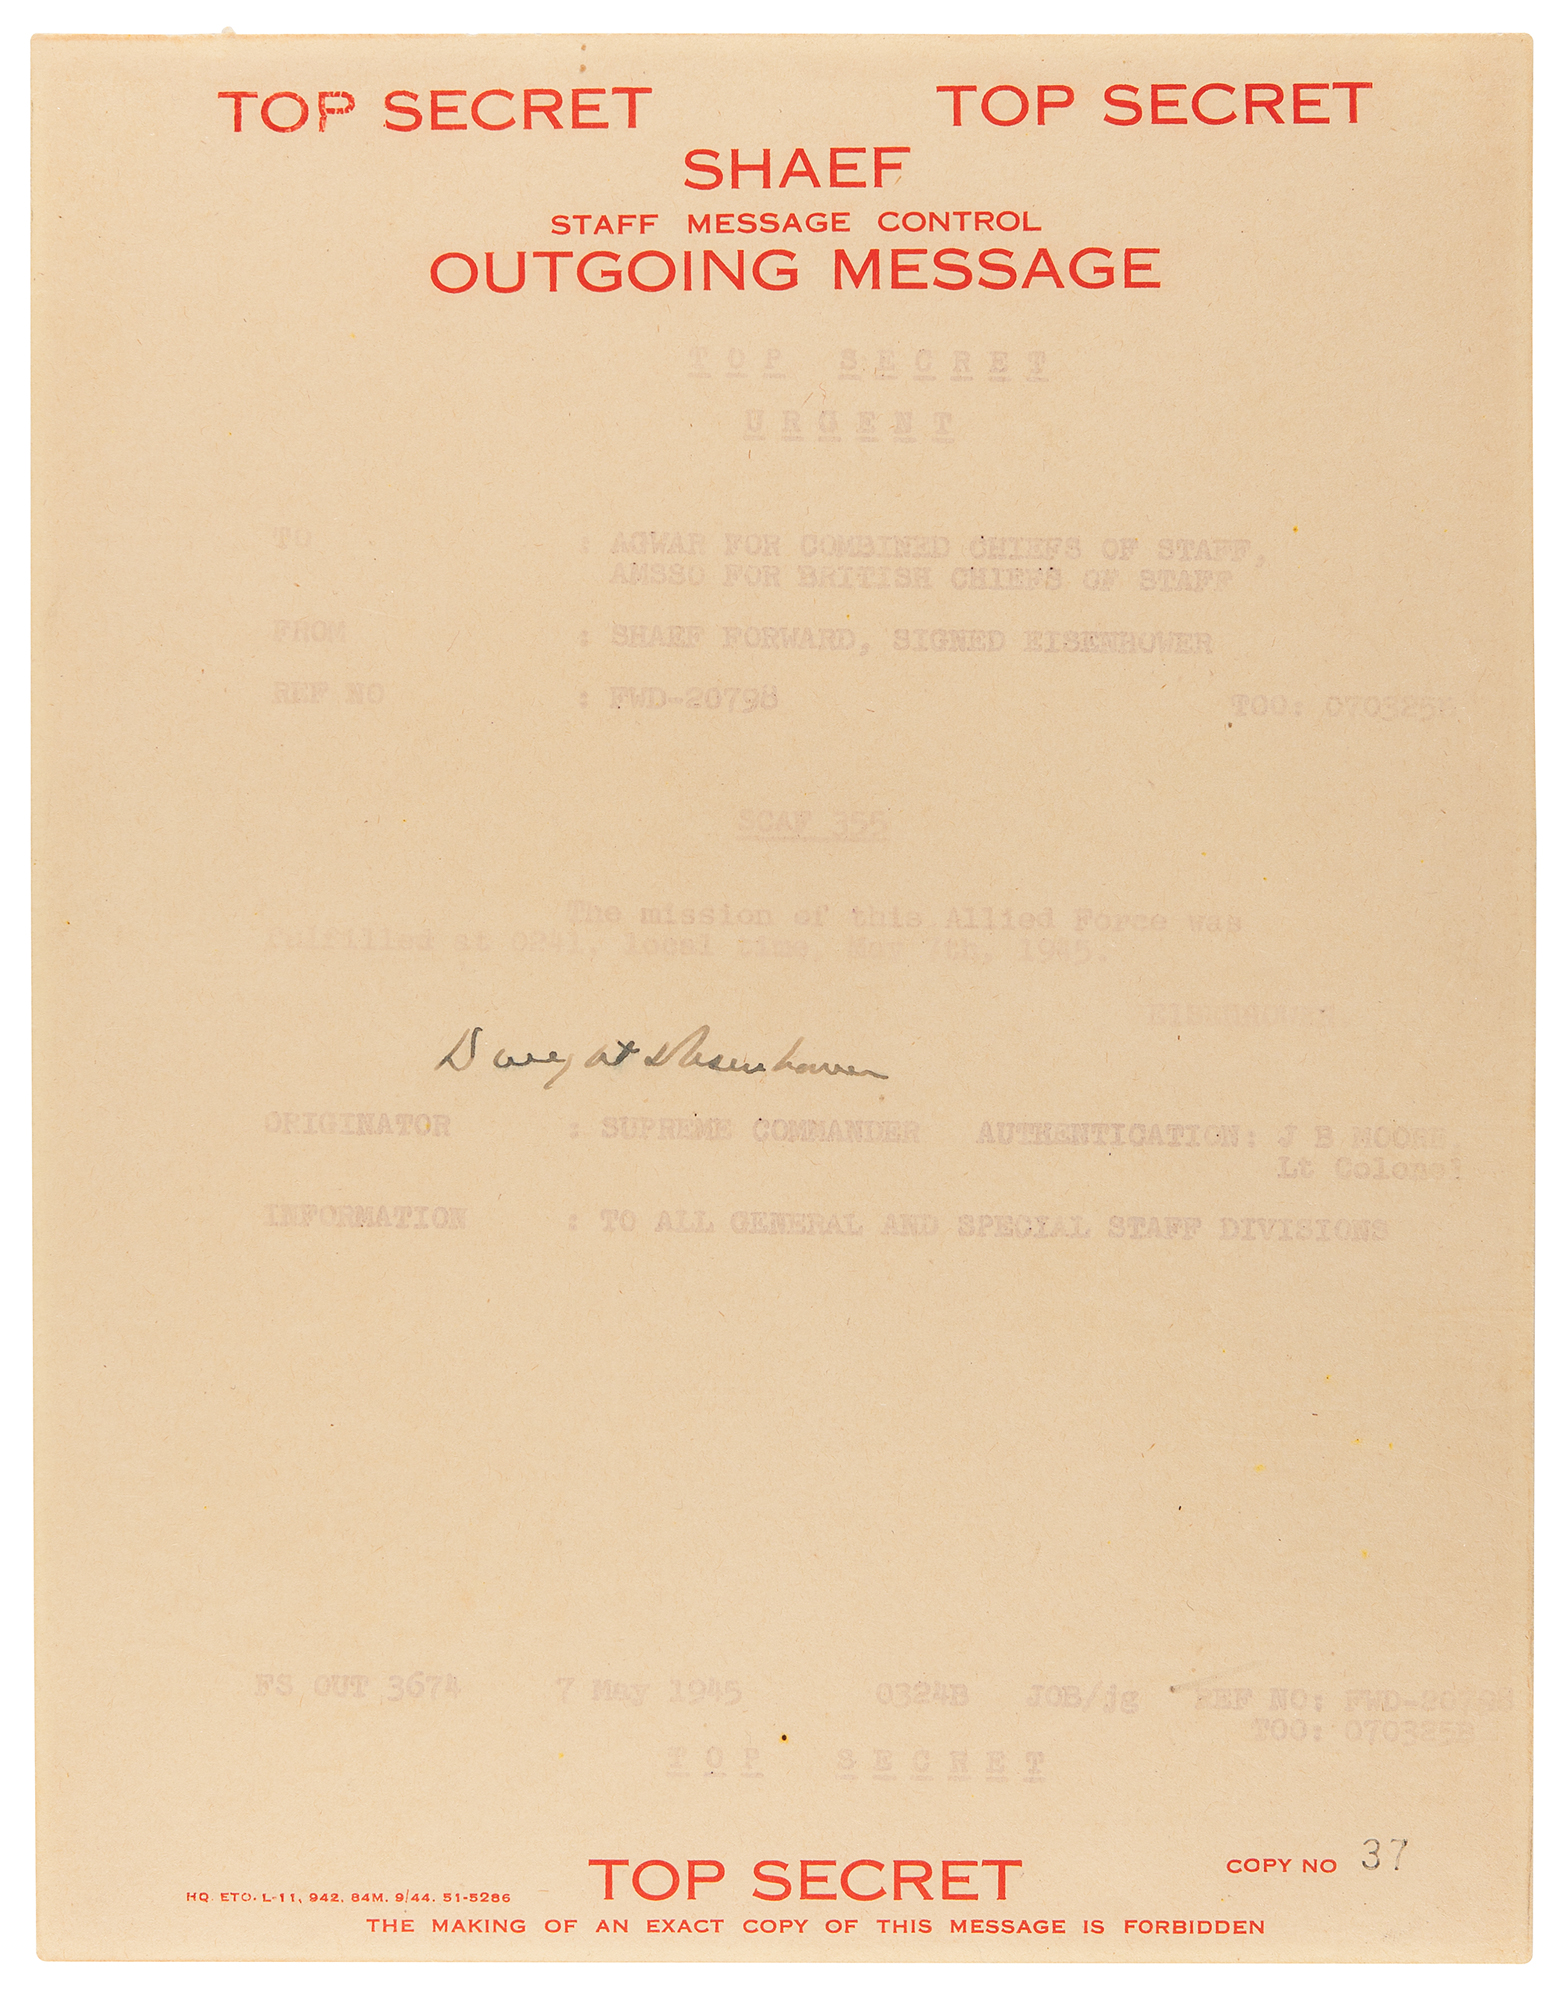 TOP SECRET TOP SECRET
SHAEF
STAFF MESSAGE CONTROL
OUTGOING MESSAGE
TOP SECRET
URGENT
TO : AGWAR FOR COMBINED CHIEFS OF STAFF,
AMSSO FOR BRITISH CHIEFS OF STAFF
FROM : SHAEF FORWARD, SIGNED EISENHOWER
REF NO : FWD-20798 TOO: 070325B
SCAF 355
The mission of this Allied Force was
fulfilled at 0241, local time, May 7th, 1945.
EISENHOWER
Dwight D Eisenhower
ORIGINATOR : SUPREME COMMANDER AUTHENTICATION: J B MOORE,
Lt Colonel
INFORMATION : TO ALL GENERAL AND SPECIAL STAFF DIVISIONS
FS OUT 3674 7 May 1945 0324B JOB/jg REF NO: FWD-20798
TOO: 070325B
TOP SECRET
COPY NO 37
TOP SECRET
HQ. ETO. L-11, 942. 84M. 9/44. 51-5286
THE MAKING OF AN EXACT COPY OF THIS MESSAGE IS FORBIDDEN